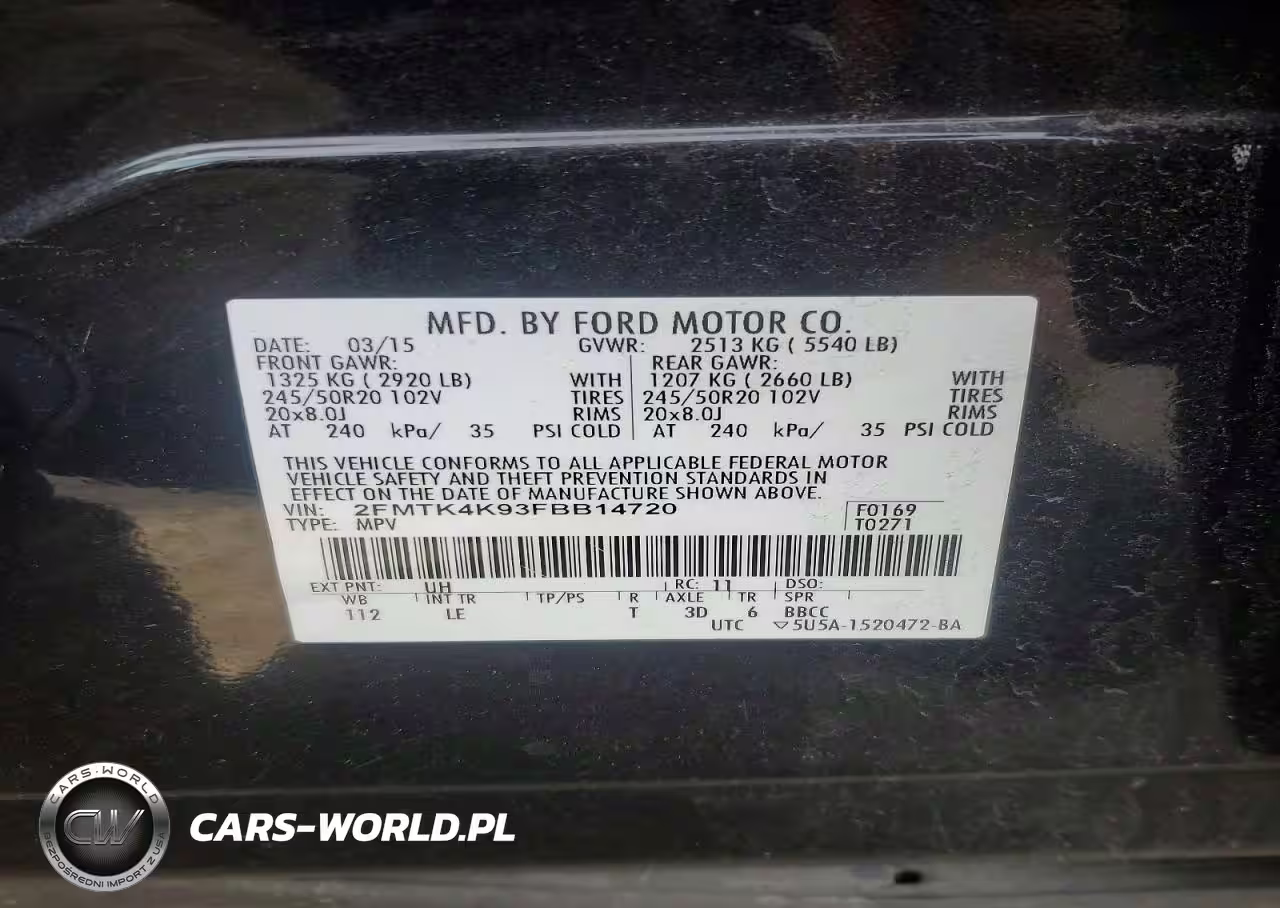 MFD. BY FORD MOTOR CO.
DATE: 03/15 GVWR: 2513 KG ( 5540 LB)
FRONT GAWR: REAR GAWR:
1325 KG ( 2920 LB) WITH 1207 KG ( 2660 LB) WITH
245/50R20 102V TIRES 245/50R20 102V TIRES
20x8.0J RIMS 20x8.0J RIMS
AT 240 kPa/ 35 PSI COLD AT 240 kPa/ 35 PSI COLD
THIS VEHICLE CONFORMS TO ALL APPLICABLE FEDERAL MOTOR
VEHICLE SAFETY AND THEFT PREVENTION STANDARDS IN
EFFECT ON THE DATE OF MANUFACTURE SHOWN ABOVE.
VIN: 2FMTK4K93FBB14720 F0169
TYPE: MPV T0271
EXT PNT: UH RC: 11 DSO:
WB INT TR TP/PS R AXLE TR SPR
112 LE T 3D 6 BBCC
UTC ▽5U5A-1520472-BA
CARS-WORLD
CW
BEZPOŚREDNI IMPORT Z USA
CARS-WORLD.PL